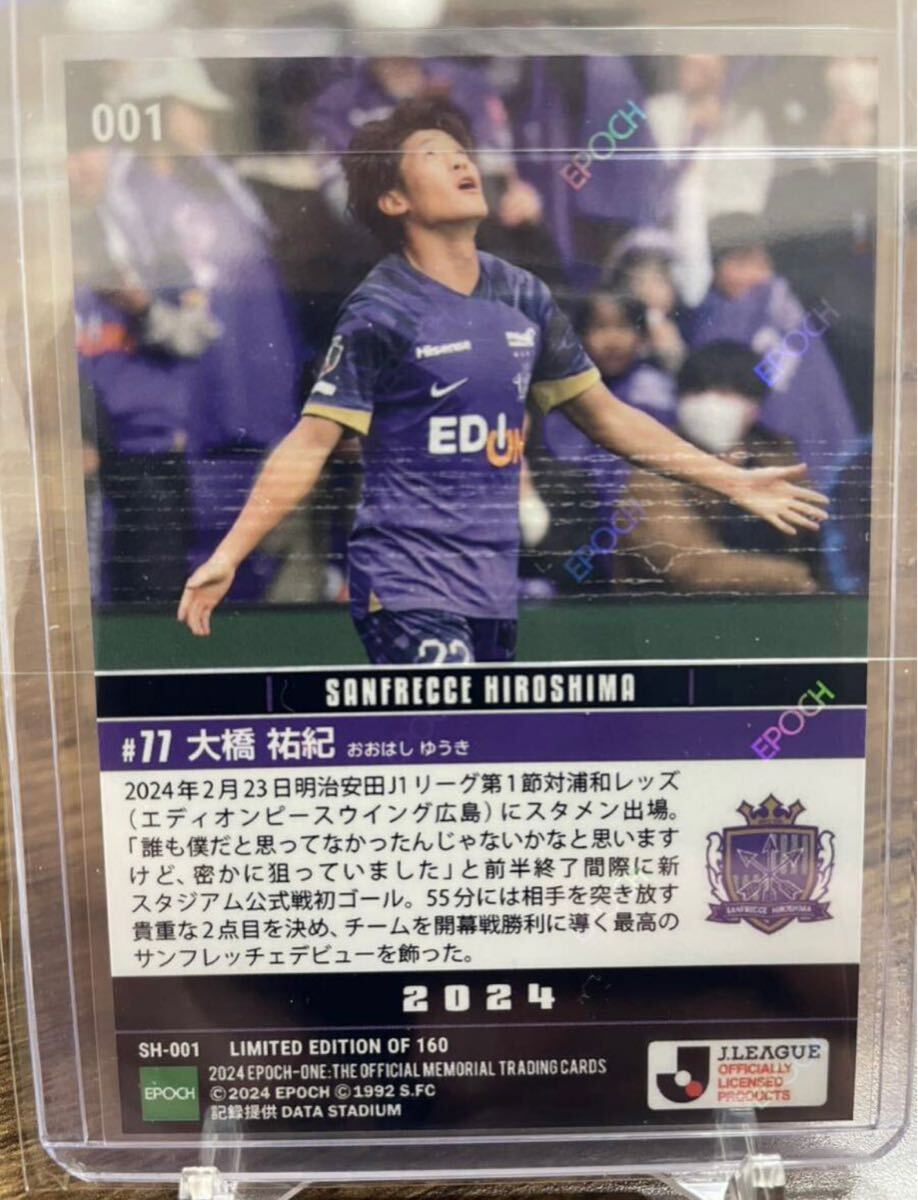 001
EPOCH
Hisense
EPOCH
EDION
EPOCH
SANFRECCE HIROSHIMA
EPOCH
#77 大橋 祐紀 おおはし ゆうき
2024年2月23日明治安田J1リーグ第1節対浦和レッズ
(エディオンピースウイング広島)にスタメン出場。
「誰も僕だと思ってなかったんじゃないかなと思います
けど、密かに狙っていました」と前半終了間際に新
スタジアム公式戦初ゴール。55分には相手を突き放す
貴重な2点目を決め、チームを開幕戦勝利に導く最高の
サンフレッチェデビューを飾った。
SANFRECCE HIROSHIMA
2024
SH-001 LIMITED EDITION OF 160
EPOCH
2024 EPOCH-ONE:THE OFFICIAL MEMORIAL TRADING CARDS
©2024 EPOCH ©1992 S.FC
記録提供 DATA STADIUM
J.LEAGUE
OFFICIALLY
LICENSED
PRODUCTS